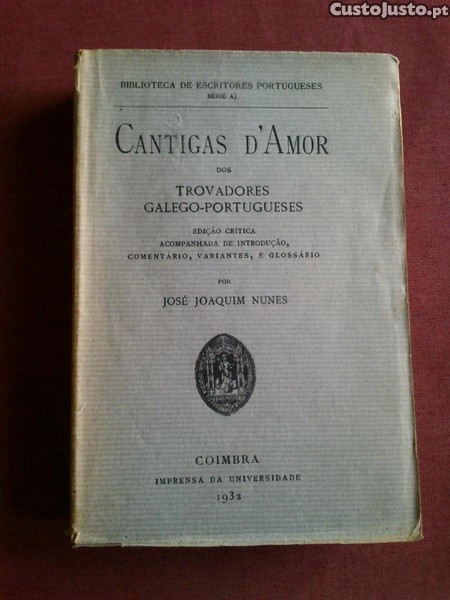 CustoJusto.pt
BIBLIOTECA DE ESCRITORES PORTUGUESES
SÉRIE A)
CANTIGAS D'AMOR
DOS
TROVADORES
GALEGO-PORTUGUESES
EDIÇÃO CRÍTICA
ACOMPANHADA DE INTRODUÇÃO,
COMENTÁRIO, VARIANTES, E GLOSSÁRIO
POR
JOSÉ JOAQUIM NUNES
COIMBRA
IMPRENSA DA UNIVERSIDADE
1932